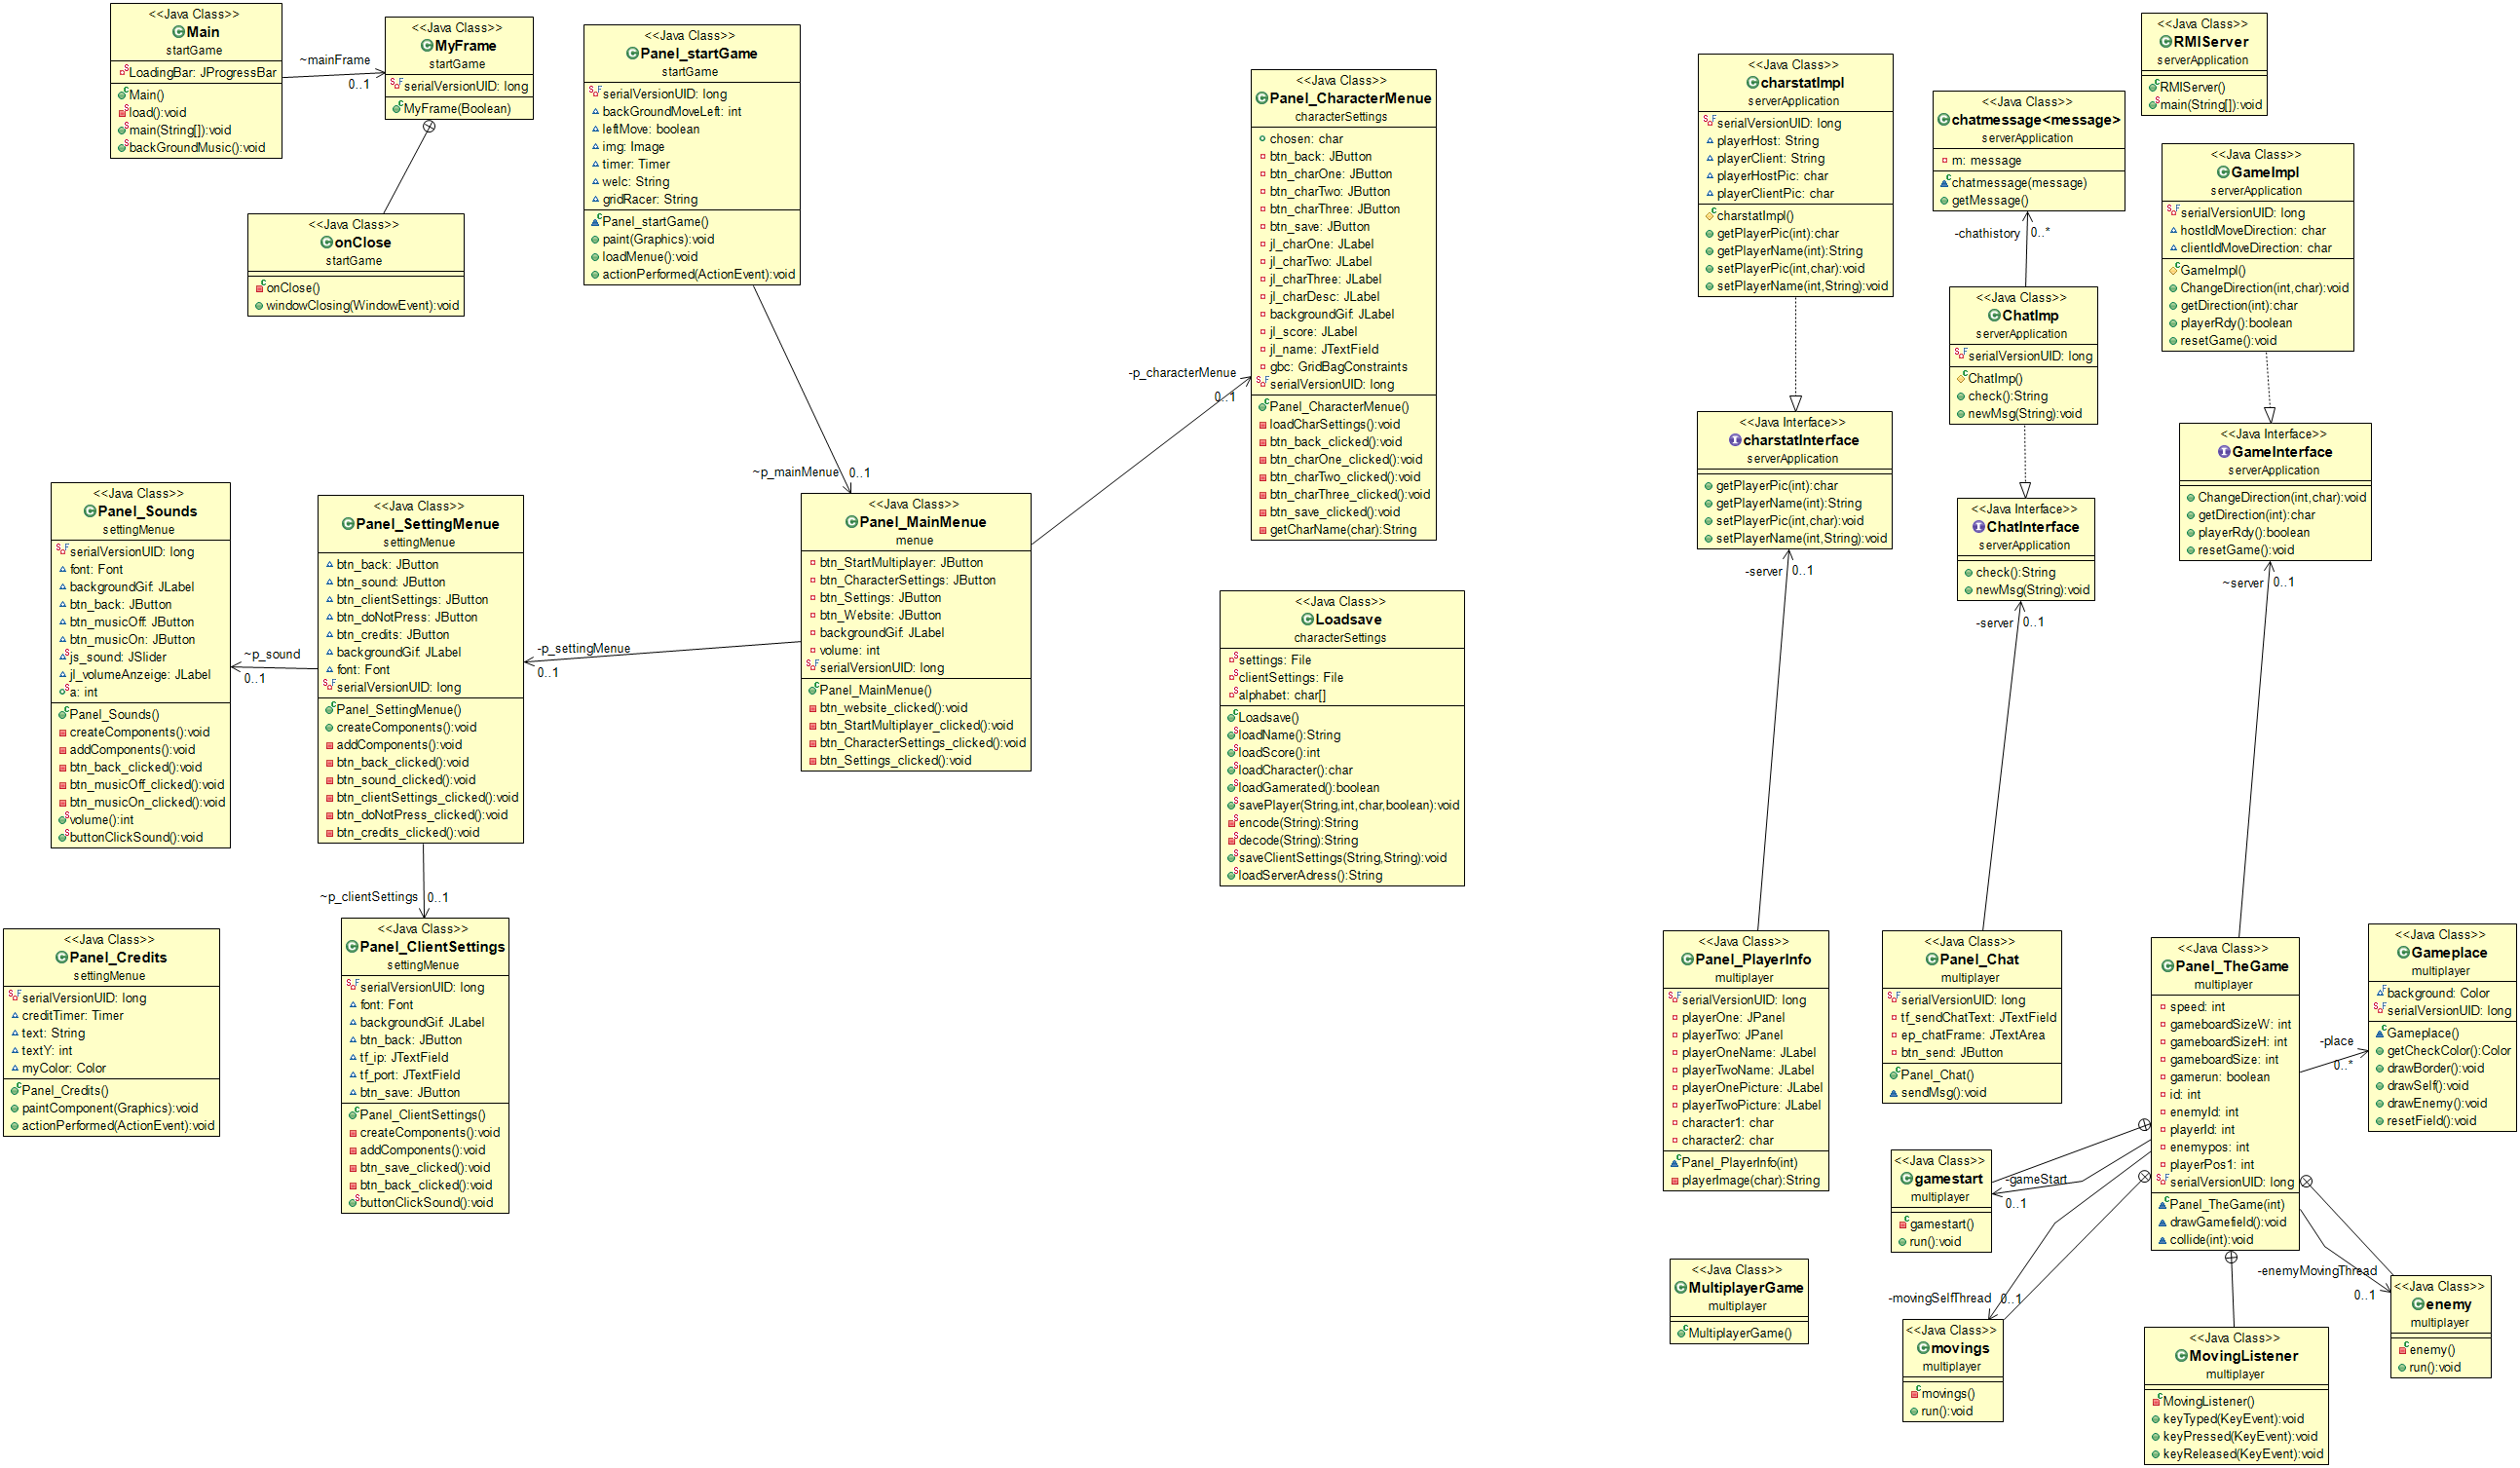 <<Java Class>>
Main
startGame
LoadingBar: JProgressBar
Main()
load():void
main(String[]):void
backGroundMusic():void
~mainFrame
0..1
<<Java Class>>
MyFrame
startGame
serialVersionUID: long
MyFrame(Boolean)
<<Java Class>>
onClose
startGame
onClose()
windowClosing(WindowEvent):void
<<Java Class>>
Panel_startGame
startGame
serialVersionUID: long
backGroundMoveLeft: int
leftMove: boolean
img: Image
timer: Timer
welc: String
gridRacer: String
Panel_startGame()
paint(Graphics):void
loadMenue():void
actionPerformed(ActionEvent):void
~p_mainMenue
0..1
<<Java Class>>
Panel_CharacterMenue
characterSettings
chosen: char
btn_back: JButton
btn_charOne: JButton
btn_charTwo: JButton
btn_charThree: JButton
btn_save: JButton
jl_charOne: JLabel
jl_charTwo: JLabel
jl_charThree: JLabel
jl_charDesc: JLabel
backgroundGif: JLabel
jl_score: JLabel
jl_name: JTextField
gbc: GridBagConstraints
serialVersionUID: long
Panel_CharacterMenue()
loadCharSettings():void
btn_back_clicked():void
btn_charOne_clicked():void
btn_charTwo_clicked():void
btn_charThree_clicked():void
btn_save_clicked():void
getCharName(char):String
-p_characterMenue
0..1
<<Java Class>>
Panel_Sounds
settingMenue
serialVersionUID: long
font: Font
backgroundGif: JLabel
btn_back: JButton
btn_musicOff: JButton
btn_musicOn: JButton
js_sound: JSlider
jl_volumeAnzeige: JLabel
a: int
Panel_Sounds()
createComponents():void
addComponents():void
btn_back_clicked():void
btn_musicOff_clicked():void
btn_musicOn_clicked():void
volume():int
buttonClickSound():void
~p_sound
0..1
<<Java Class>>
Panel_SettingMenue
settingMenue
btn_back: JButton
btn_sound: JButton
btn_clientSettings: JButton
btn_doNotPress: JButton
btn_credits: JButton
backgroundGif: JLabel
font: Font
serialVersionUID: long
Panel_SettingMenue()
createComponents():void
addComponents():void
btn_back_clicked():void
btn_sound_clicked():void
btn_clientSettings_clicked():void
btn_doNotPress_clicked():void
btn_credits_clicked():void
-p_settingMenue
0..1
<<Java Class>>
Panel_MainMenue
menue
btn_StartMultiplayer: JButton
btn_CharacterSettings: JButton
btn_Settings: JButton
btn_Website: JButton
backgroundGif: JLabel
volume: int
serialVersionUID: long
Panel_MainMenue()
btn_website_clicked():void
btn_StartMultiplayer_clicked():void
btn_CharacterSettings_clicked():void
btn_Settings_clicked():void
<<Java Class>>
Loadsave
characterSettings
settings: File
clientSettings: File
alphabet: char[]
Loadsave()
loadName():String
loadScore():int
loadCharacter():char
loadGamerated():boolean
savePlayer(String,int,char,boolean):void
encode(String):String
decode(String):String
saveClientSettings(String,String):void
loadServerAdress():String
~p_clientSettings
0..1
<<Java Class>>
Panel_Credits
settingMenue
serialVersionUID: long
creditTimer: Timer
text: String
textY: int
myColor: Color
Panel_Credits()
paintComponent(Graphics):void
actionPerformed(ActionEvent):void
<<Java Class>>
Panel_ClientSettings
settingMenue
serialVersionUID: long
font: Font
backgroundGif: JLabel
btn_back: JButton
tf_ip: JTextField
tf_port: JTextField
btn_save: JButton
Panel_ClientSettings()
createComponents():void
addComponents():void
btn_save_clicked():void
btn_back_clicked():void
buttonClickSound():void
<<Java Class>>
charstatImpl
serverApplication
serialVersionUID: long
playerHost: String
playerClient: String
playerHostPic: char
playerClientPic: char
charstatImpl()
getPlayerPic(int):char
getPlayerName(int):String
setPlayerPic(int,char):void
setPlayerName(int,String):void
<<Java Class>>
chatmessage<message>
serverApplication
m: message
chatmessage(message)
getMessage()
-chathistory
0..*
<<Java Class>>
RMIServer
serverApplication
RMIServer()
main(String[]):void
<<Java Class>>
GameImpl
serverApplication
serialVersionUID: long
hostIdMoveDirection: char
clientIdMoveDirection: char
GameImpl()
ChangeDirection(int,char):void
getDirection(int):char
playerRdy():boolean
resetGame():void
<<Java Class>>
ChatImp
serverApplication
serialVersionUID: long
ChatImp()
check():String
newMsg(String):void
<<Java Interface>>
charstatInterface
serverApplication
getPlayerPic(int):char
getPlayerName(int):String
setPlayerPic(int,char):void
setPlayerName(int,String):void
-server
0..1
<<Java Interface>>
ChatInterface
serverApplication
check():String
newMsg(String):void
-server
0..1
<<Java Interface>>
GameInterface
serverApplication
ChangeDirection(int,char):void
getDirection(int):char
playerRdy():boolean
resetGame():void
~server
0..1
<<Java Class>>
Panel_PlayerInfo
multiplayer
serialVersionUID: long
playerOne: JPanel
playerTwo: JPanel
playerOneName: JLabel
playerTwoName: JLabel
playerOnePicture: JLabel
playerTwoPicture: JLabel
character1: char
character2: char
Panel_PlayerInfo(int)
playerImage(char):String
<<Java Class>>
Panel_Chat
multiplayer
serialVersionUID: long
tf_sendChatText: JTextField
ep_chatFrame: JTextArea
btn_send: JButton
Panel_Chat()
sendMsg():void
<<Java Class>>
Panel_TheGame
multiplayer
speed: int
gameboardSizeW: int
gameboardSizeH: int
gameboardSize: int
gamerun: boolean
id: int
enemyId: int
playerId: int
enemypos: int
playerPos1: int
serialVersionUID: long
Panel_TheGame(int)
drawGamefield():void
collide(int):void
-place
0..*
<<Java Class>>
Gameplace
multiplayer
background: Color
serialVersionUID: long
Gameplace()
getCheckColor():Color
drawBorder():void
drawSelf():void
drawEnemy():void
resetField():void
<<Java Class>>
gamestart
multiplayer
gamestart()
run():void
-gameStart
0..1
<<Java Class>>
MultiplayerGame
multiplayer
MultiplayerGame()
-movingSelfThread
0..1
<<Java Class>>
movings
multiplayer
movings()
run():void
<<Java Class>>
MovingListener
multiplayer
MovingListener()
keyTyped(KeyEvent):void
keyPressed(KeyEvent):void
keyReleased(KeyEvent):void
-enemyMovingThread
0..1
<<Java Class>>
enemy
multiplayer
enemy()
run():void